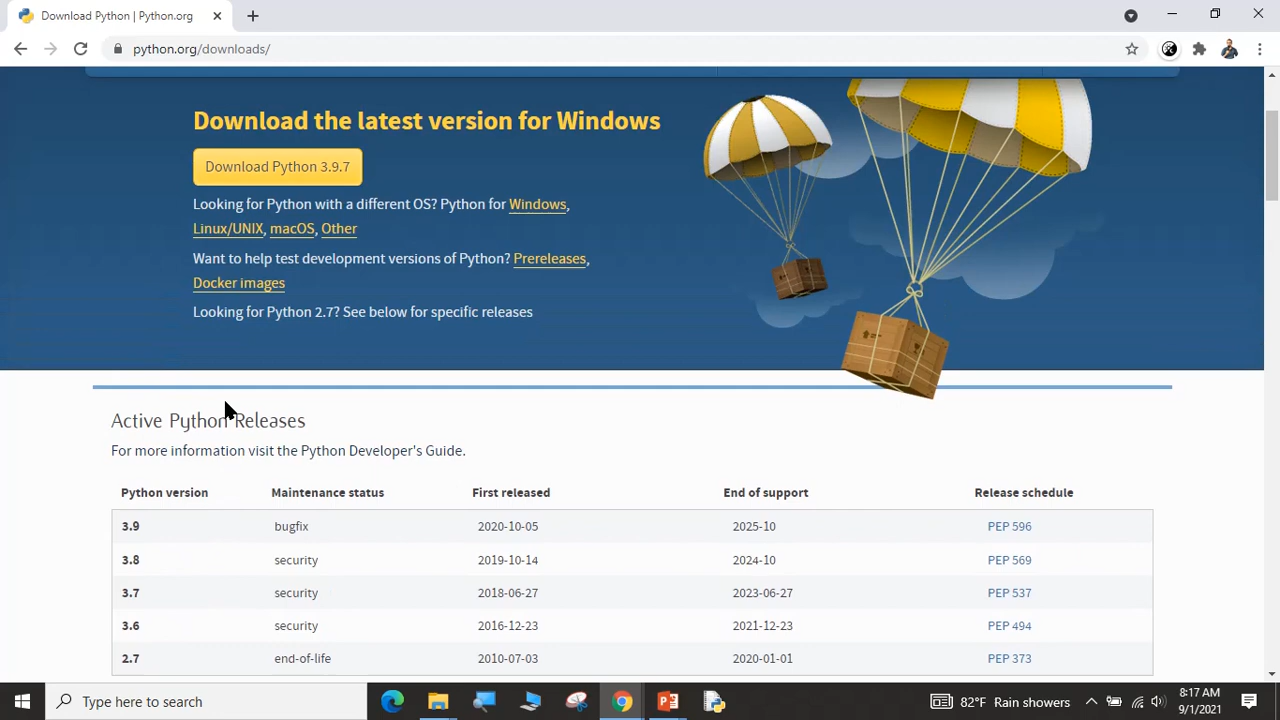 Download Python | Python.org
python.org/downloads/
Download the latest version for Windows
Download Python 3.9.7
Looking for Python with a different OS? Python for Windows,
Linux/UNIX, macOS, Other
Want to help test development versions of Python? Prereleases,
Docker images
Looking for Python 2.7? See below for specific releases
Active Python Releases
For more information visit the Python Developer's Guide.
Python version Maintenance status First released End of support Release schedule
3.9 bugfix 2020-10-05 2025-10 PEP 596
3.8 security 2019-10-14 2024-10 PEP 569
3.7 security 2018-06-27 2023-06-27 PEP 537
3.6 security 2016-12-23 2021-12-23 PEP 494
2.7 end-of-life 2010-07-03 2020-01-01 PEP 373
Type here to search
82°F Rain showers
8:17 AM
9/1/2021